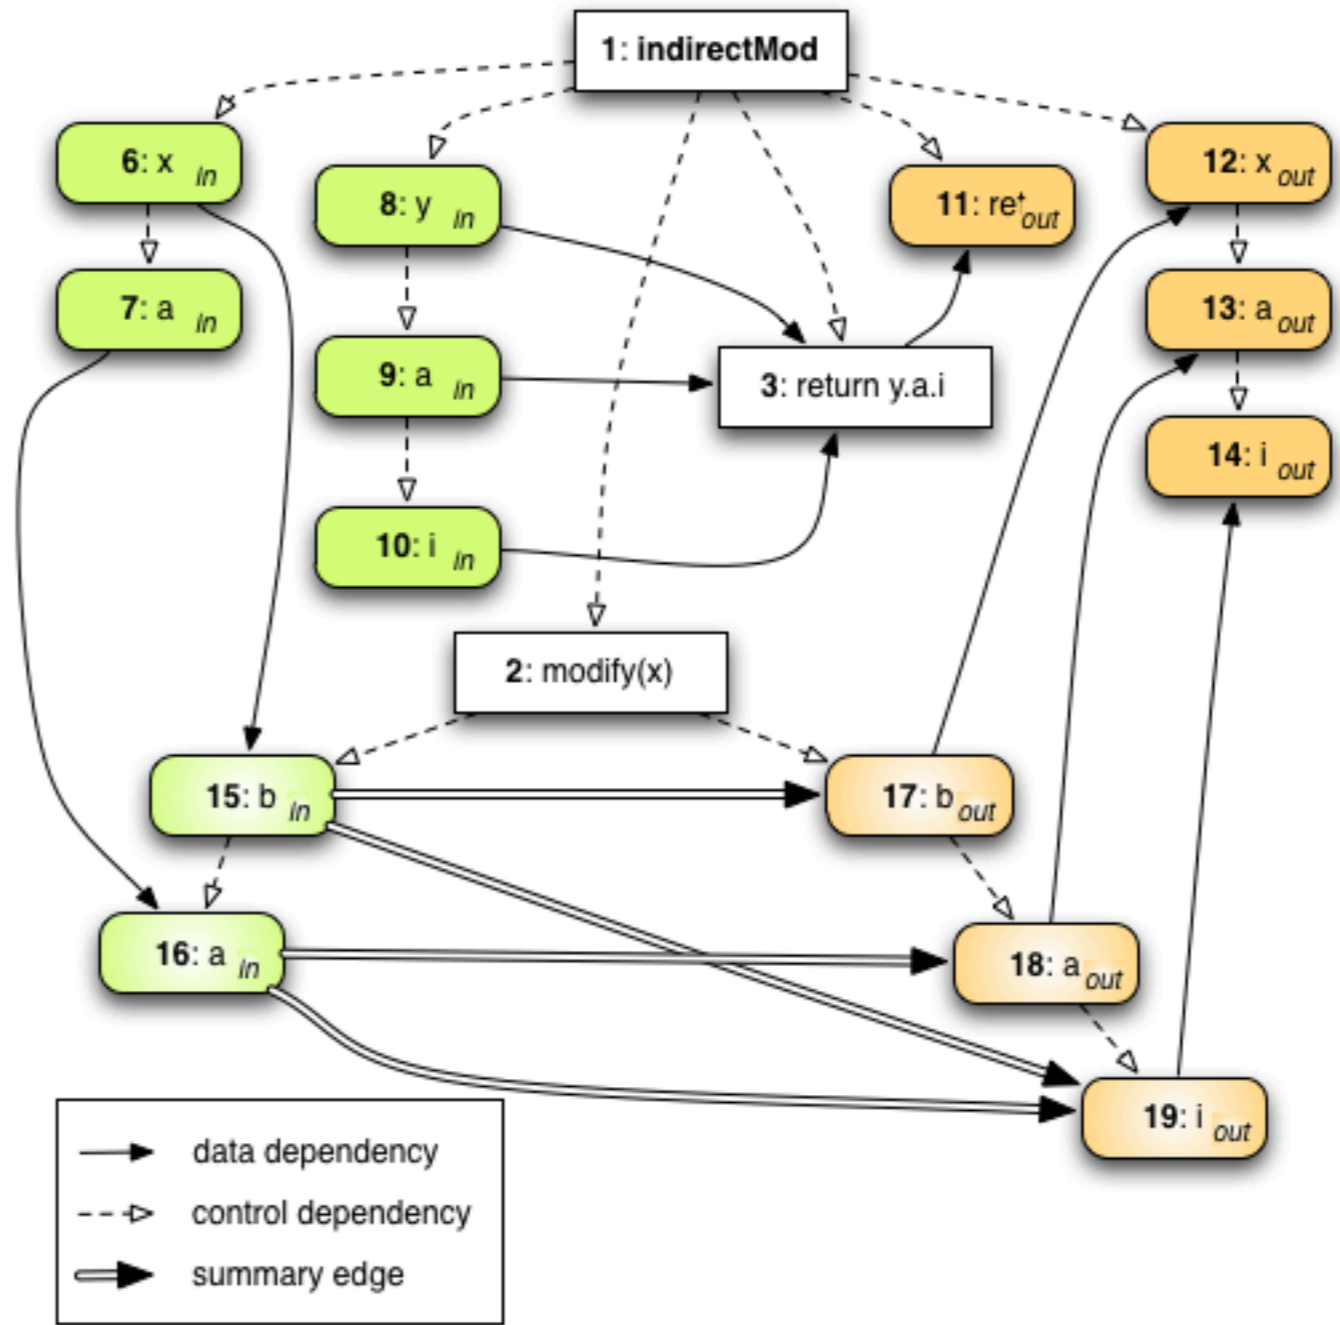 1: indirectMod
6: x in
8: y in
11: ret out
12: x out
7: a in
13: a out
9: a in
3: return y.a.i
14: i out
10: i in
2: modify(x)
15: b in
17: b out
16: a in
18: a out
19: i out
data dependency
control dependency
summary edge